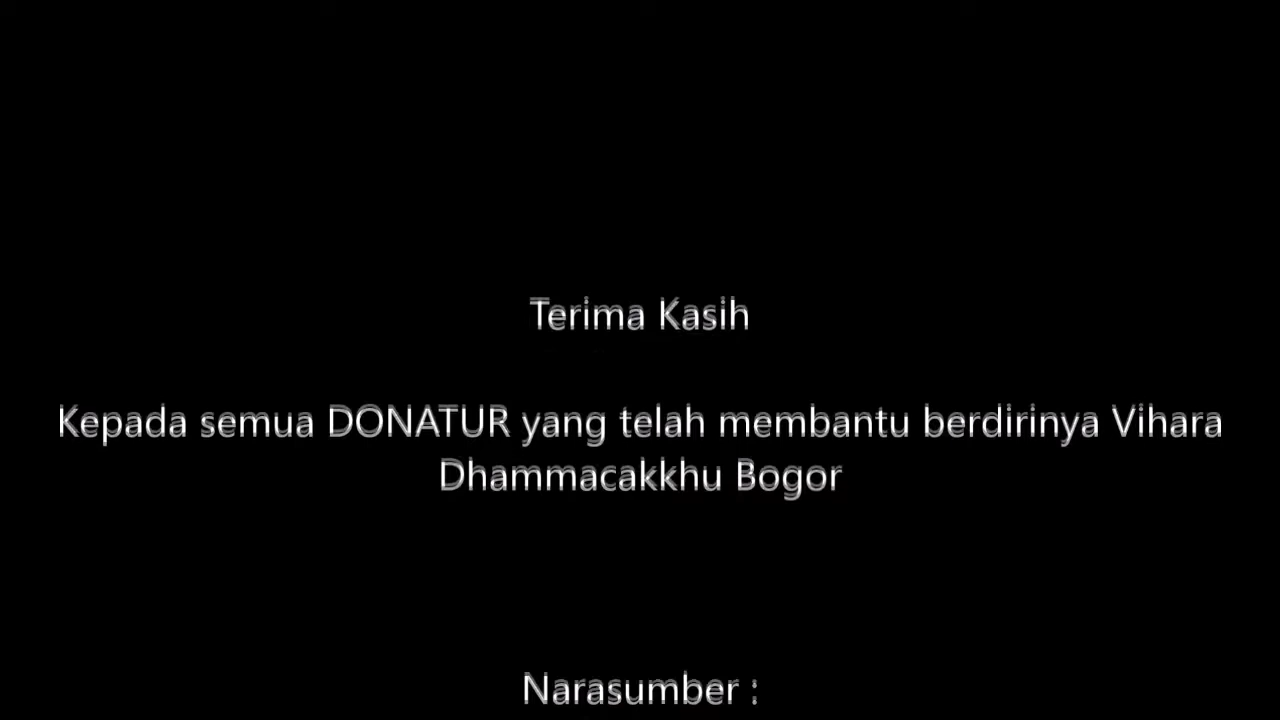 Terima Kasih
Kepada semua DONATUR yang telah membantu berdirinya Vihara
Dhammacakkhu Bogor
Narasumber :